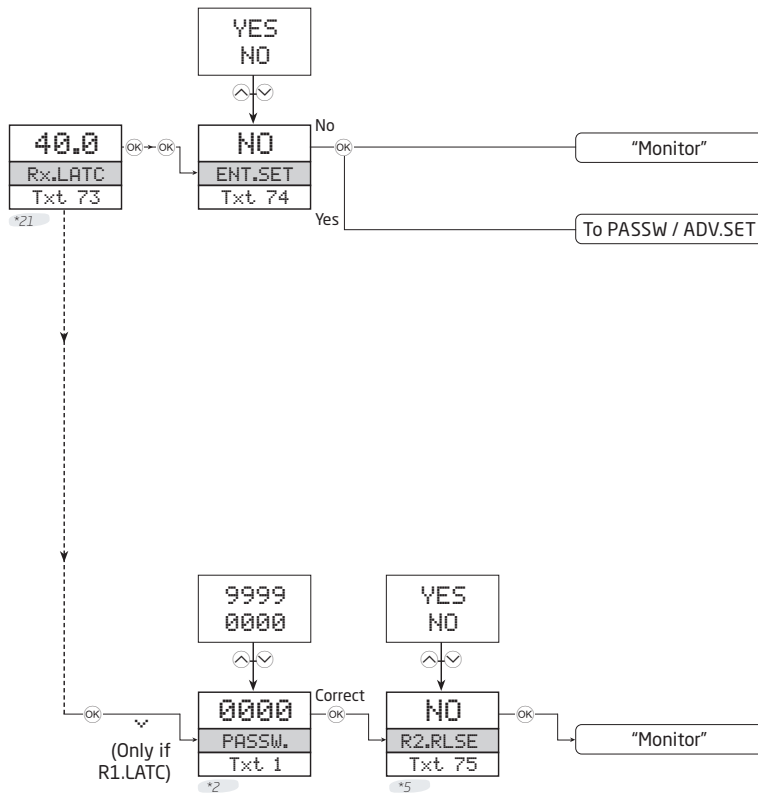 YES
NO
40.0
Rx.LATC
Txt 73
*21
OK
OK
NO
ENT.SET
Txt 74
No
OK
Yes
"Monitor"
To PASSW / ADV.SET
9999
0000
YES
NO
OK
(Only if
R1.LATC)
0000
PASSW.
Txt 1
*2
Correct
OK
NO
R2.RLSE
Txt 75
*5
OK
"Monitor"